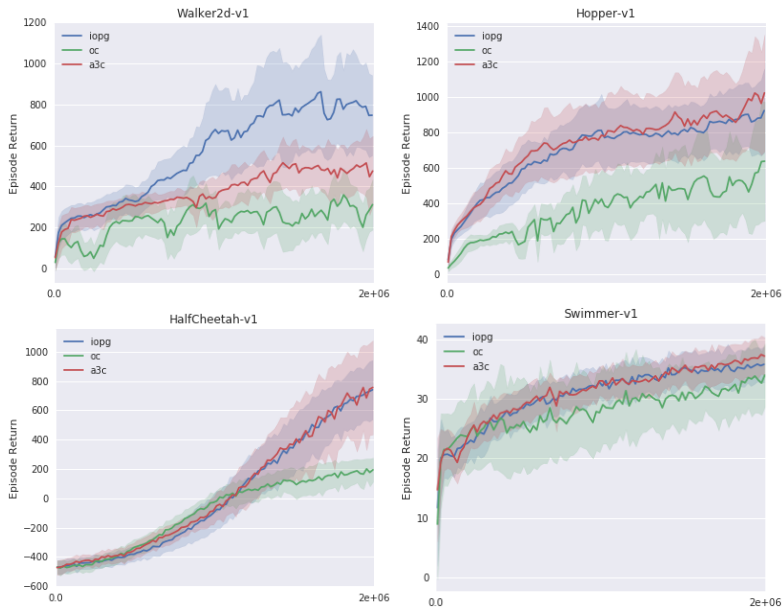 Walker2d-v1
1200
1000
800
600
400
200
0
Episode Return
iopg
oc
a3c
0.0
2e+06
Hopper-v1
1400
1200
1000
800
600
400
200
0
Episode Return
iopg
oc
a3c
0.0
2e+06
HalfCheetah-v1
1000
800
600
400
200
0
−200
−400
−600
Episode Return
iopg
oc
a3c
0.0
2e+06
Swimmer-v1
40
30
20
10
0
Episode Return
iopg
oc
a3c
0.0
2e+06